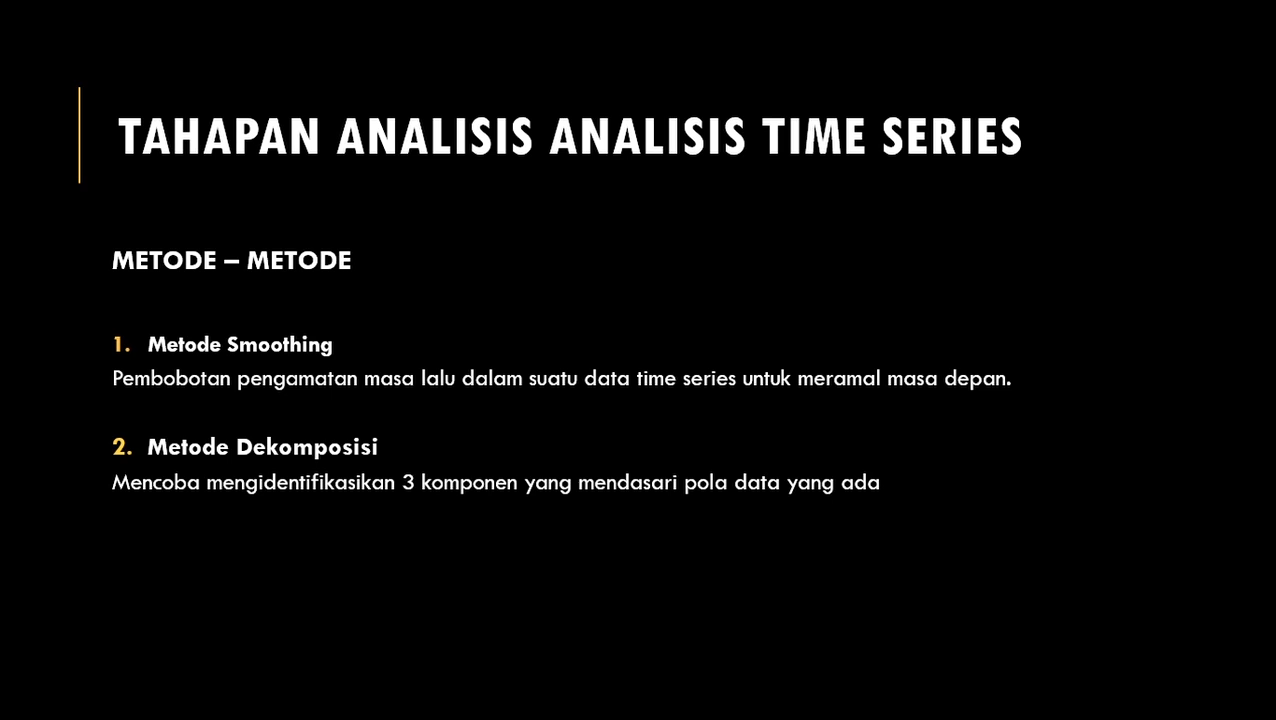 TAHAPAN ANALISIS ANALISIS TIME SERIES
METODE – METODE
1. Metode Smoothing
Pembobotan pengamatan masa lalu dalam suatu data time series untuk meramal masa depan.
2. Metode Dekomposisi
Mencoba mengidentifikasikan 3 komponen yang mendasari pola data yang ada